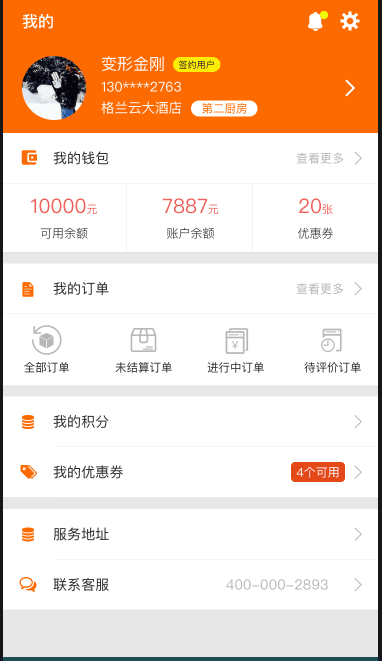 我的
变形金刚 签约用户
130****2763
格兰云大酒店 第二厨房
我的钱包 查看更多
10000元 7887元 20张
可用余额 账户余额 优惠券
我的订单 查看更多
全部订单 未结算订单 进行中订单 待评价订单
我的积分
我的优惠券 4个可用
服务地址
联系客服 400-000-2893